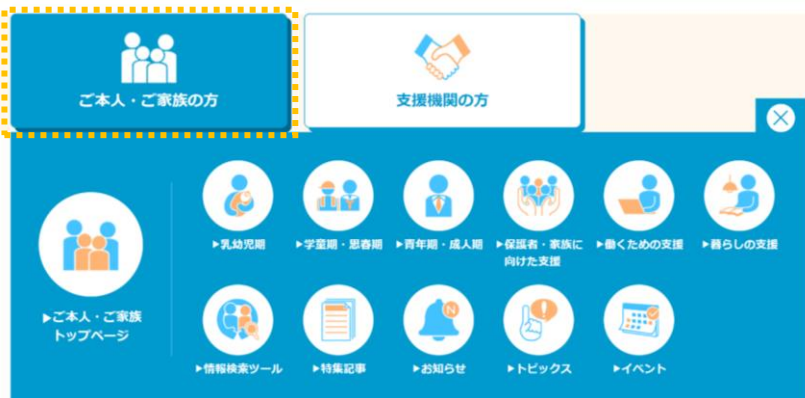 ご本人・ご家族の方
支援機関の方
▶ご本人・ご家族
トップページ
▶乳幼児期
▶学童期・思春期
▶青年期・成人期
▶保護者・家族に
向けた支援
▶働くための支援
▶暮らしの支援
▶情報検索ツール
▶特集記事
▶お知らせ
▶トピックス
▶イベント
N